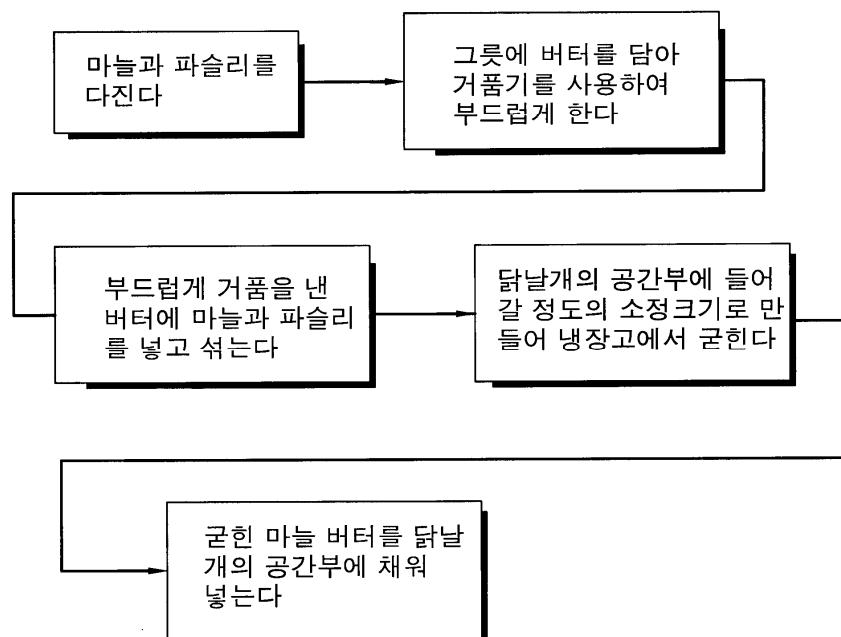 마늘과 파슬리를
다진다
그릇에 버터를 담아
거품기를 사용하여
부드럽게 한다
부드럽게 거품을 낸
버터에 마늘과 파슬리
를 넣고 섞는다
닭날개의 공간부에 들어
갈 정도의 소정크기로 만
들어 냉장고에서 굳힌다
굳힌 마늘 버터를 닭날
개의 공간부에 채워
넣는다